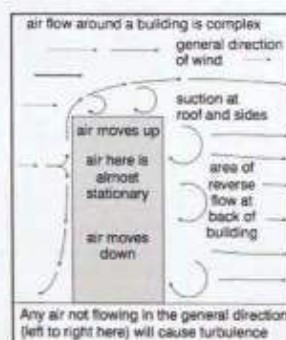 air flow around a building is complex
general direction
of wind
suction at
roof and sides
air moves up
air here is
almost
stationary
area of
reverse
flow at
back of
building
air moves
down
Any air not flowing in the general direction
(left to right here) will cause turbulence